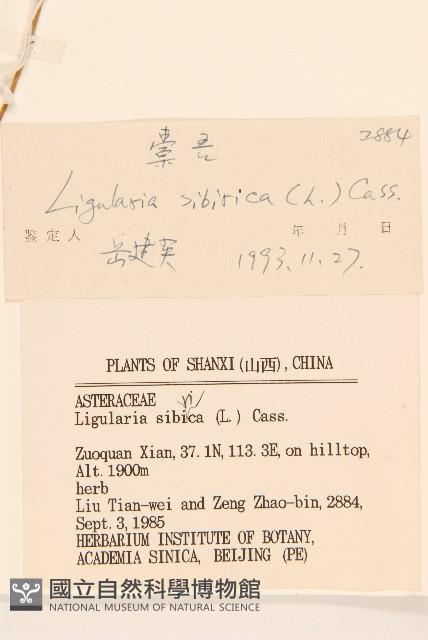 2884
橐吾
Ligularia sibirica (L.) Cass.
鉴定人 岳建英 年 月 日
1993.11.27.
PLANTS OF SHANXI (山西), CHINA
ASTERACEAE
ri/
Ligularia sibica (L.) Cass.
Zuoquan Xian, 37.1N, 113.3E, on hilltop,
Alt. 1900m
herb
Liu Tian-wei and Zeng Zhao-bin, 2884,
Sept. 3, 1985
HERBARIUM INSTITUTE OF BOTANY,
ACADEMIA SINICA, BEIJING (PE)
國立自然科學博物館
NATIONAL MUSEUM OF NATURAL SCIENCE